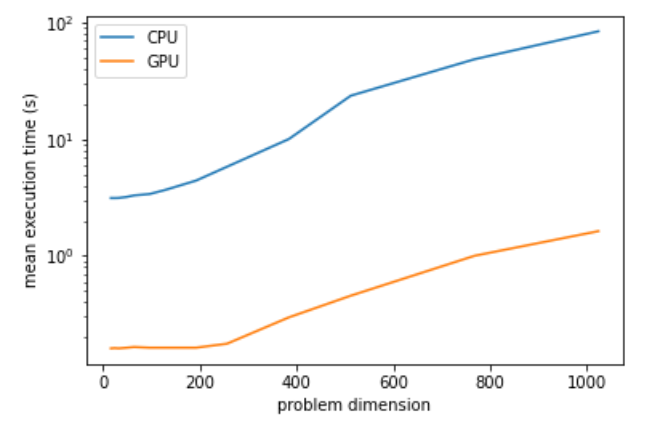 10²
10¹
10⁰
mean execution time (s)
CPU
GPU
0 200 400 600 800 1000
problem dimension